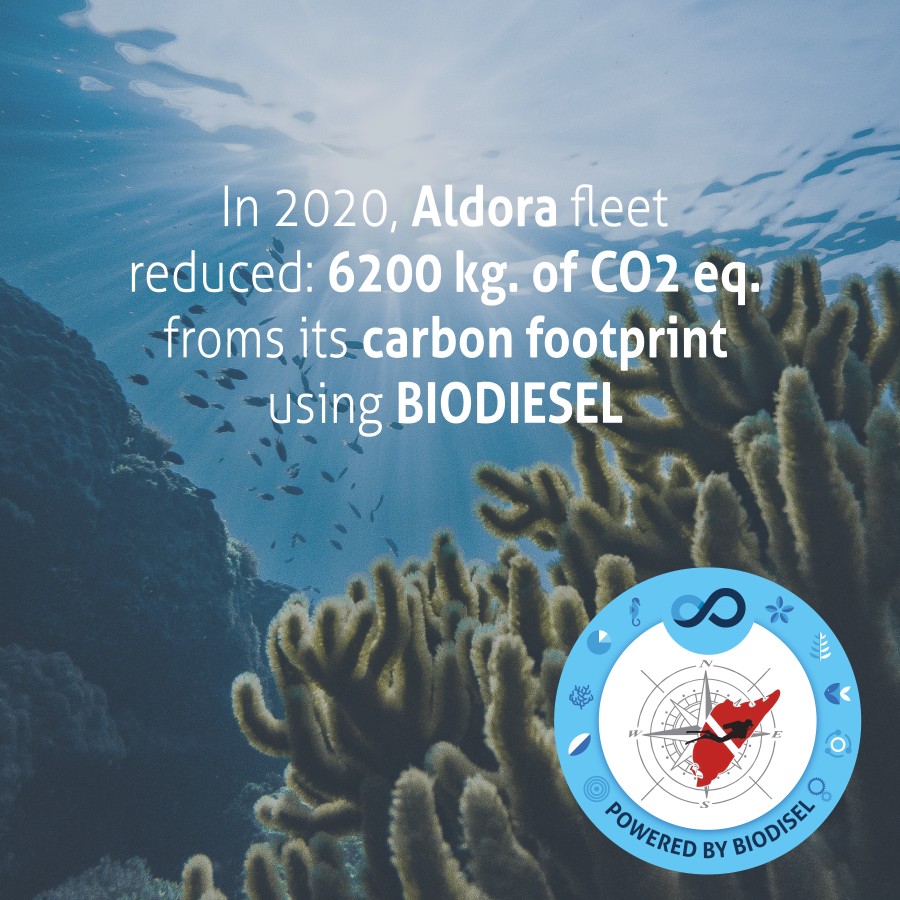 In 2020, Aldora fleet
reduced: 6200 kg. of CO2 eq.
froms its carbon footprint
using BIODIESEL
N
W
E
S
POWERED BY BIODISEL